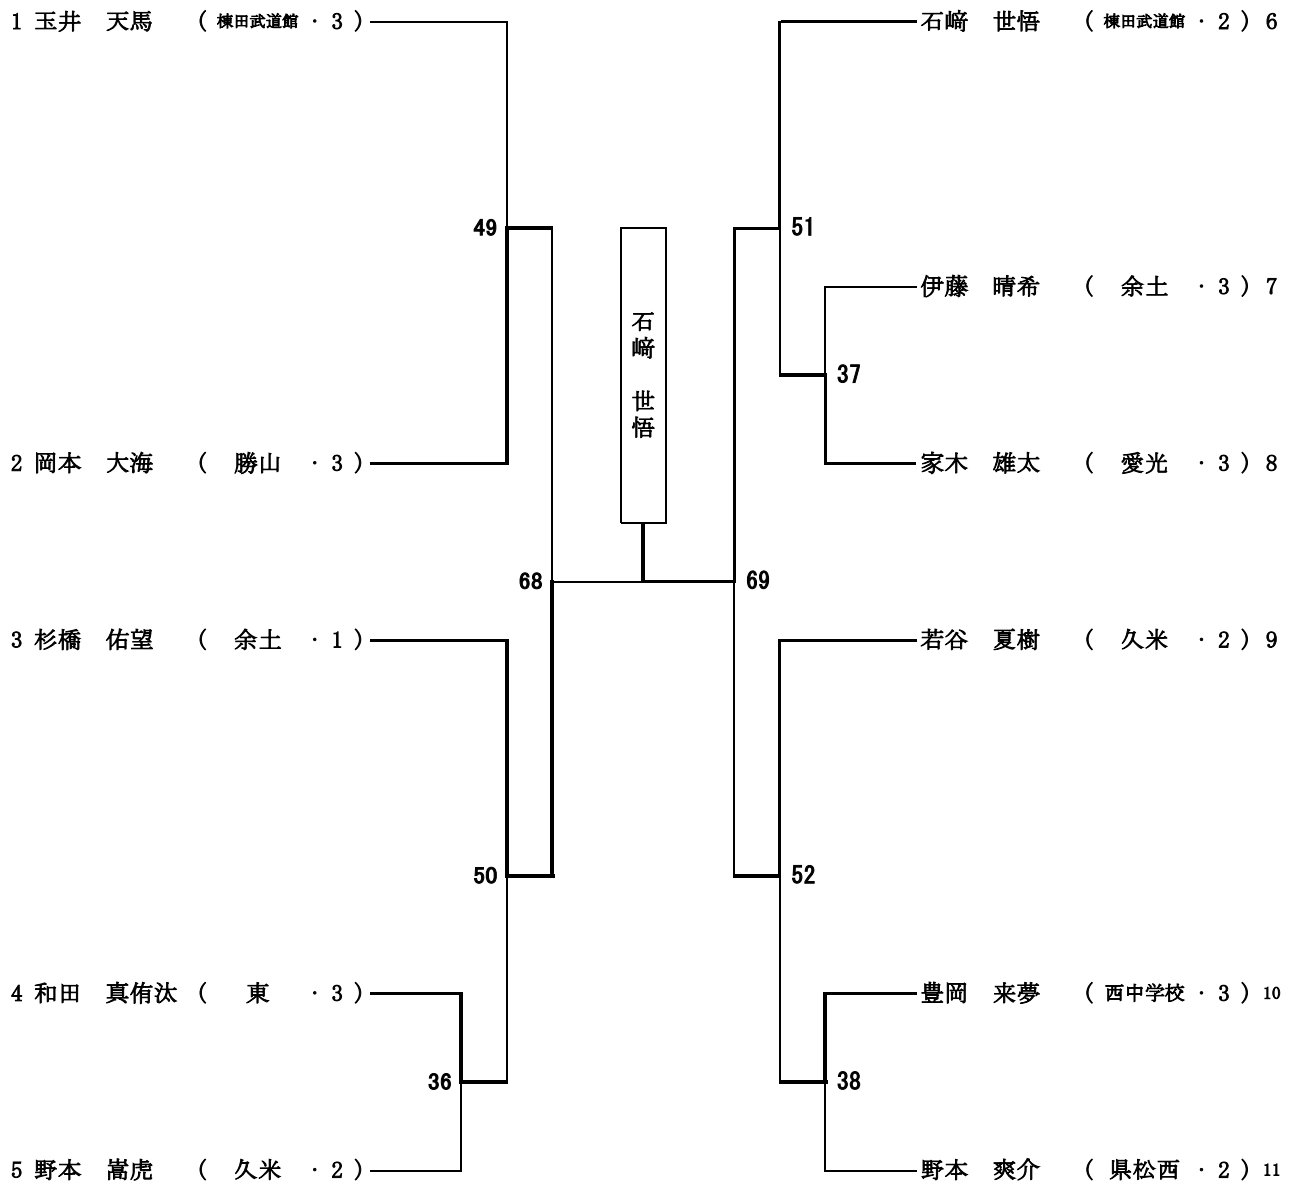 1 玉井 天馬 ( 棟田武道館 ・ 3 )
石﨑 世悟 ( 棟田武道館 ・ 2 ) 6
49
51
伊藤 晴希 ( 余土 ・ 3 ) 7
石﨑 世悟
37
2 岡本 大海 ( 勝山 ・ 3 )
家木 雄太 ( 愛光 ・ 3 ) 8
68
69
3 杉橋 佑望 ( 余土 ・ 1 )
若谷 夏樹 ( 久米 ・ 2 ) 9
50
52
4 和田 真侑汰 ( 東 ・ 3 )
豊岡 来夢 ( 西中学校 ・ 3 ) 10
36
38
5 野本 嵩虎 ( 久米 ・ 2 )
野本 爽介 ( 県松西 ・ 2 ) 11